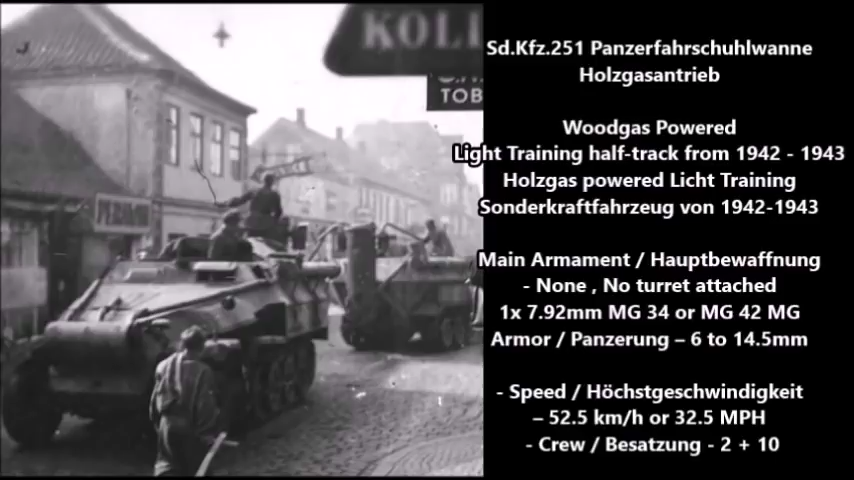 KOLI
TOB
Sd.Kfz.251 Panzerfahrschuhlwanne
Holzgasantrieb
Woodgas Powered
Light Training half-track from 1942 - 1943
Holzgas powered Licht Training
Sonderkraftfahrzeug von 1942-1943
Main Armament / Hauptbewaffnung
- None , No turret attached
1x 7.92mm MG 34 or MG 42 MG
Armor / Panzerung – 6 to 14.5mm
- Speed / Höchstgeschwindigkeit
– 52.5 km/h or 32.5 MPH
- Crew / Besatzung - 2 + 10